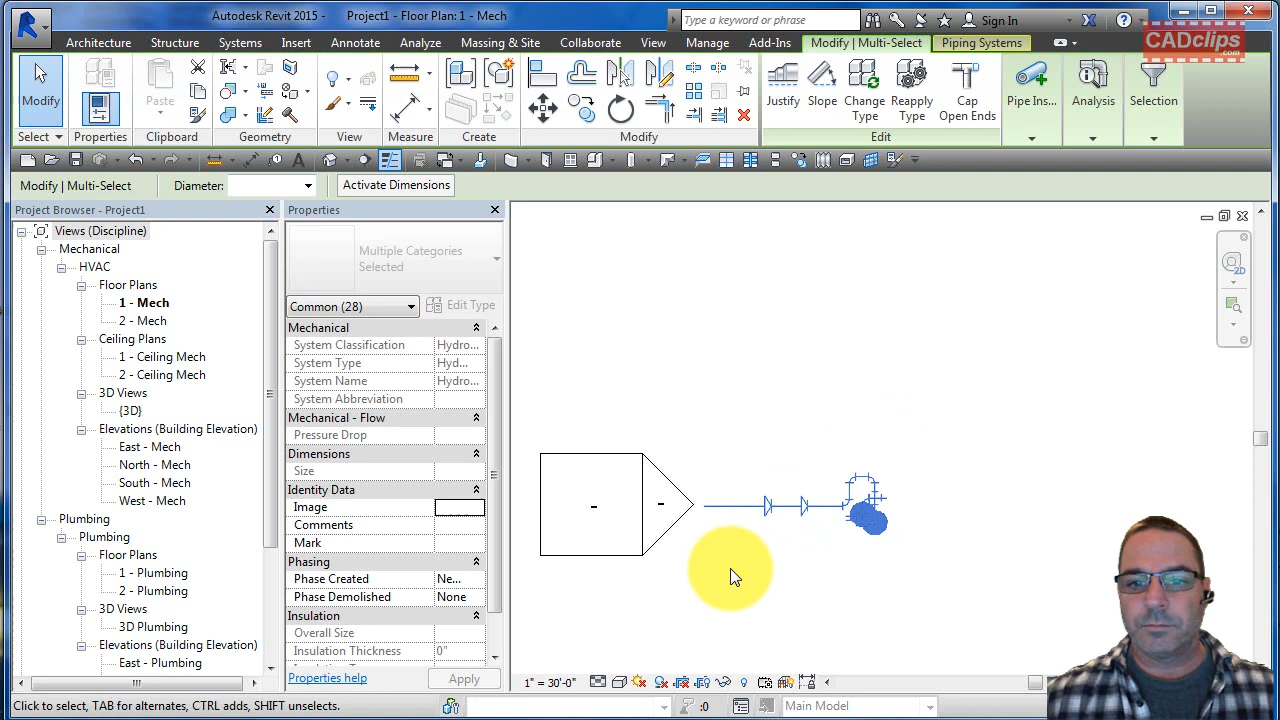 Autodesk Revit 2015 - Project1 - Floor Plan: 1 - Mech
Type a keyword or phrase
Sign In
CADclips
.com
Architecture Structure Systems Insert Annotate Analyze Massing & Site Collaborate View Manage Add-Ins Modify | Multi-Select Piping Systems
Modify
Properties
Paste
Justify Slope Change Type Reapply Type Cap Open Ends Pipe Ins... Analysis Selection
Select Properties Clipboard Geometry View Measure Create Modify Edit
Modify | Multi-Select Diameter: Activate Dimensions
Project Browser - Project1
Views (Discipline)
Mechanical
HVAC
Floor Plans
1 - Mech
2 - Mech
Ceiling Plans
1 - Ceiling Mech
2 - Ceiling Mech
3D Views
{3D}
Elevations (Building Elevation)
East - Mech
North - Mech
South - Mech
West - Mech
Plumbing
Plumbing
Floor Plans
1 - Plumbing
2 - Plumbing
3D Views
3D Plumbing
Elevations (Building Elevation)
East - Plumbing
Properties
Multiple Categories
Selected
Common (28) Edit Type
Mechanical
System Classification Hydro...
System Type Hyd...
System Name Hydro...
System Abbreviation
Mechanical - Flow
Pressure Drop
Dimensions
Size
Identity Data
Image
Comments
Mark
Phasing
Phase Created Ne...
Phase Demolished None
Insulation
Overall Size
Insulation Thickness 0"
Properties help Apply
2D
1" = 30'-0"
Click to select, TAB for alternates, CTRL adds, SHIFT unselects.
:0
Main Model